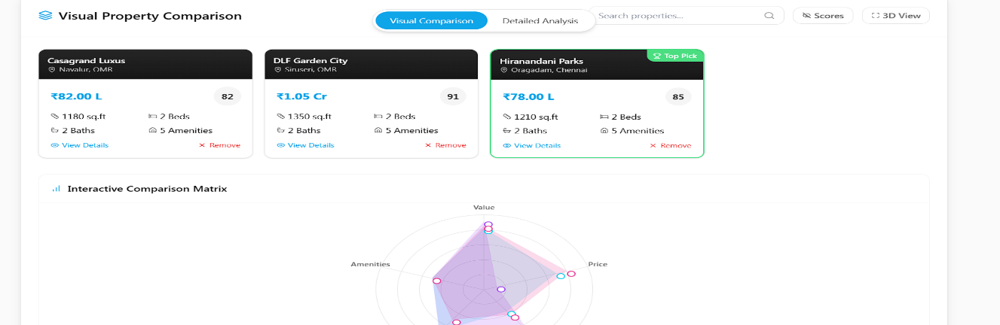 Visual Property Comparison
Visual Comparison
Detailed Analysis
Search properties...
Scores
3D View
Casagrand Luxus
Navalur, OMR
₹82.00 L
82
1180 sq.ft
2 Beds
2 Baths
5 Amenities
View Details
Remove
DLF Garden City
Siruseri, OMR
₹1.05 Cr
91
1350 sq.ft
2 Beds
2 Baths
5 Amenities
View Details
Remove
Top Pick
Hiranandani Parks
Oragadam, Chennai
₹78.00 L
85
1210 sq.ft
2 Beds
2 Baths
5 Amenities
View Details
Remove
Interactive Comparison Matrix
Value
Amenities
Price